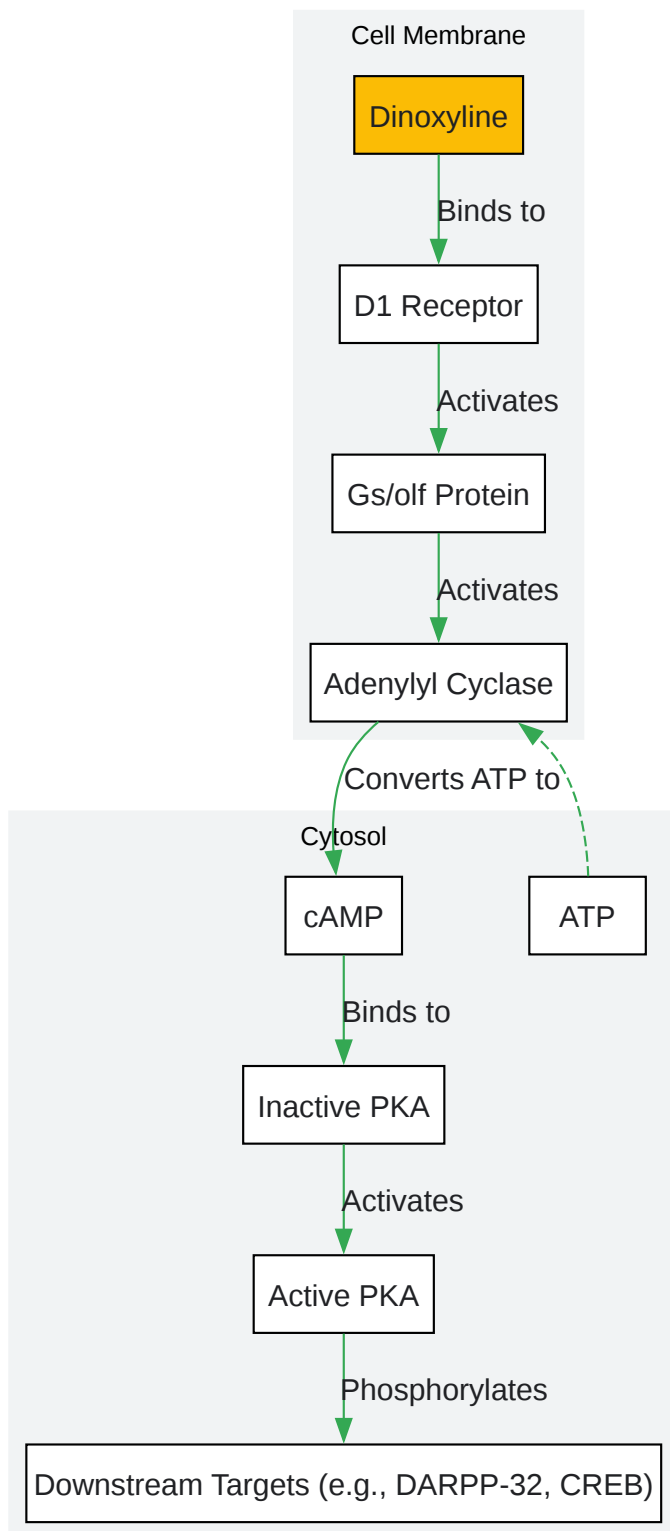 Cell Membrane
Dinoxyline
Binds to
D1 Receptor
Activates
Gs/olf Protein
Activates
Adenylyl Cyclase
Converts ATP to
Cytosol
cAMP
ATP
Binds to
Inactive PKA
Activates
Active PKA
Phosphorylates
Downstream Targets (e.g., DARPP-32, CREB)